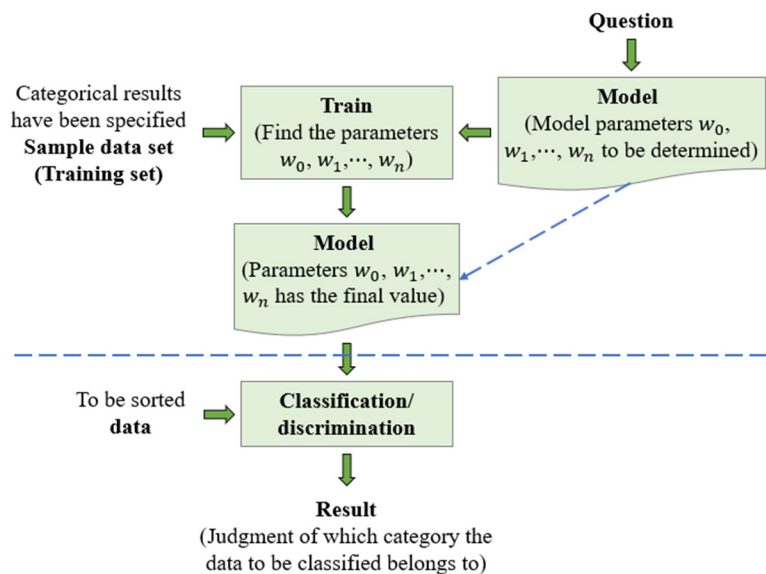 Question
Categorical results
have been specified
Sample data set
(Training set)
Train
(Find the parameters
w₀, w₁,⋯, wₙ)
Model
(Model parameters w₀,
w₁,⋯, wₙ to be determined)
Model
(Parameters w₀, w₁,⋯,
wₙ has the final value)
To be sorted
data
Classification/
discrimination
Result
(Judgment of which category the
data to be classified belongs to)